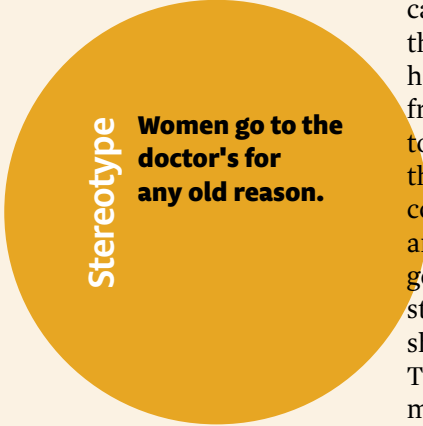 Stereotype
Women go to the
doctor's for
any old reason.